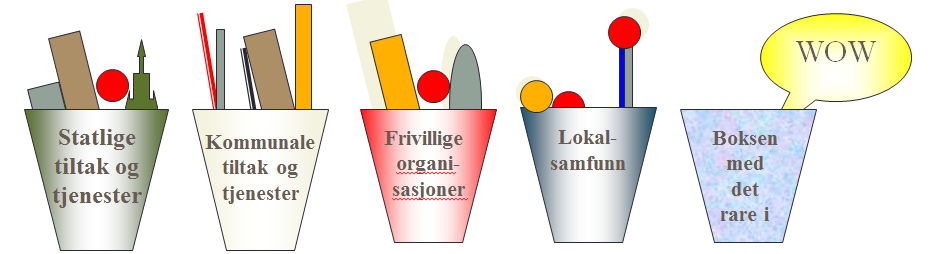 Statlige
tiltak og
tjenester
Kommunale
tiltak og
tjenester
Frivillige
organi-
sasjoner
Lokal-
samfunn
Boksen
med
det
rare i
WOW